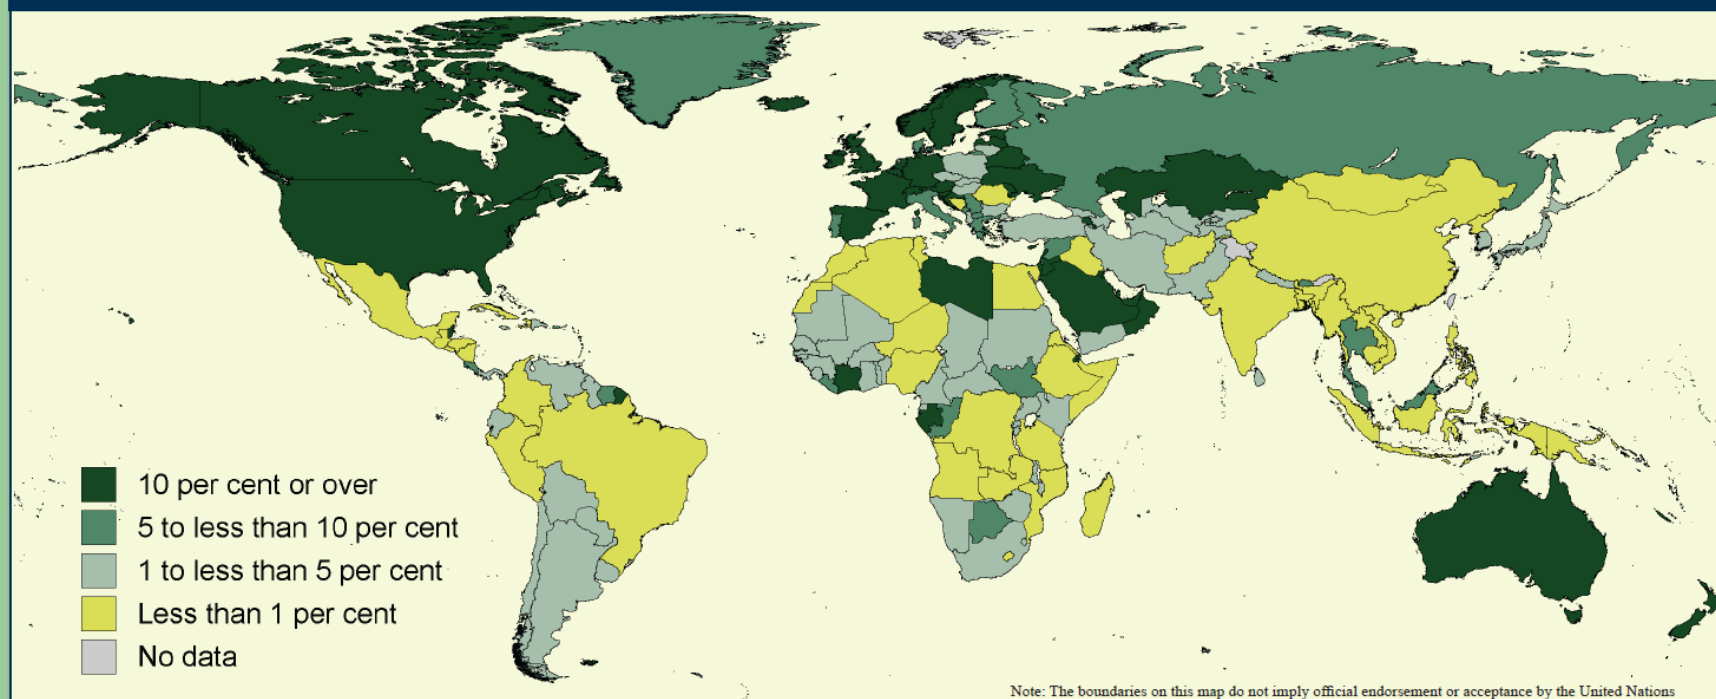 10 per cent or over
5 to less than 10 per cent
1 to less than 5 per cent
Less than 1 per cent
No data
Note: The boundaries on this map do not imply official endorsement or acceptance by the United Nations